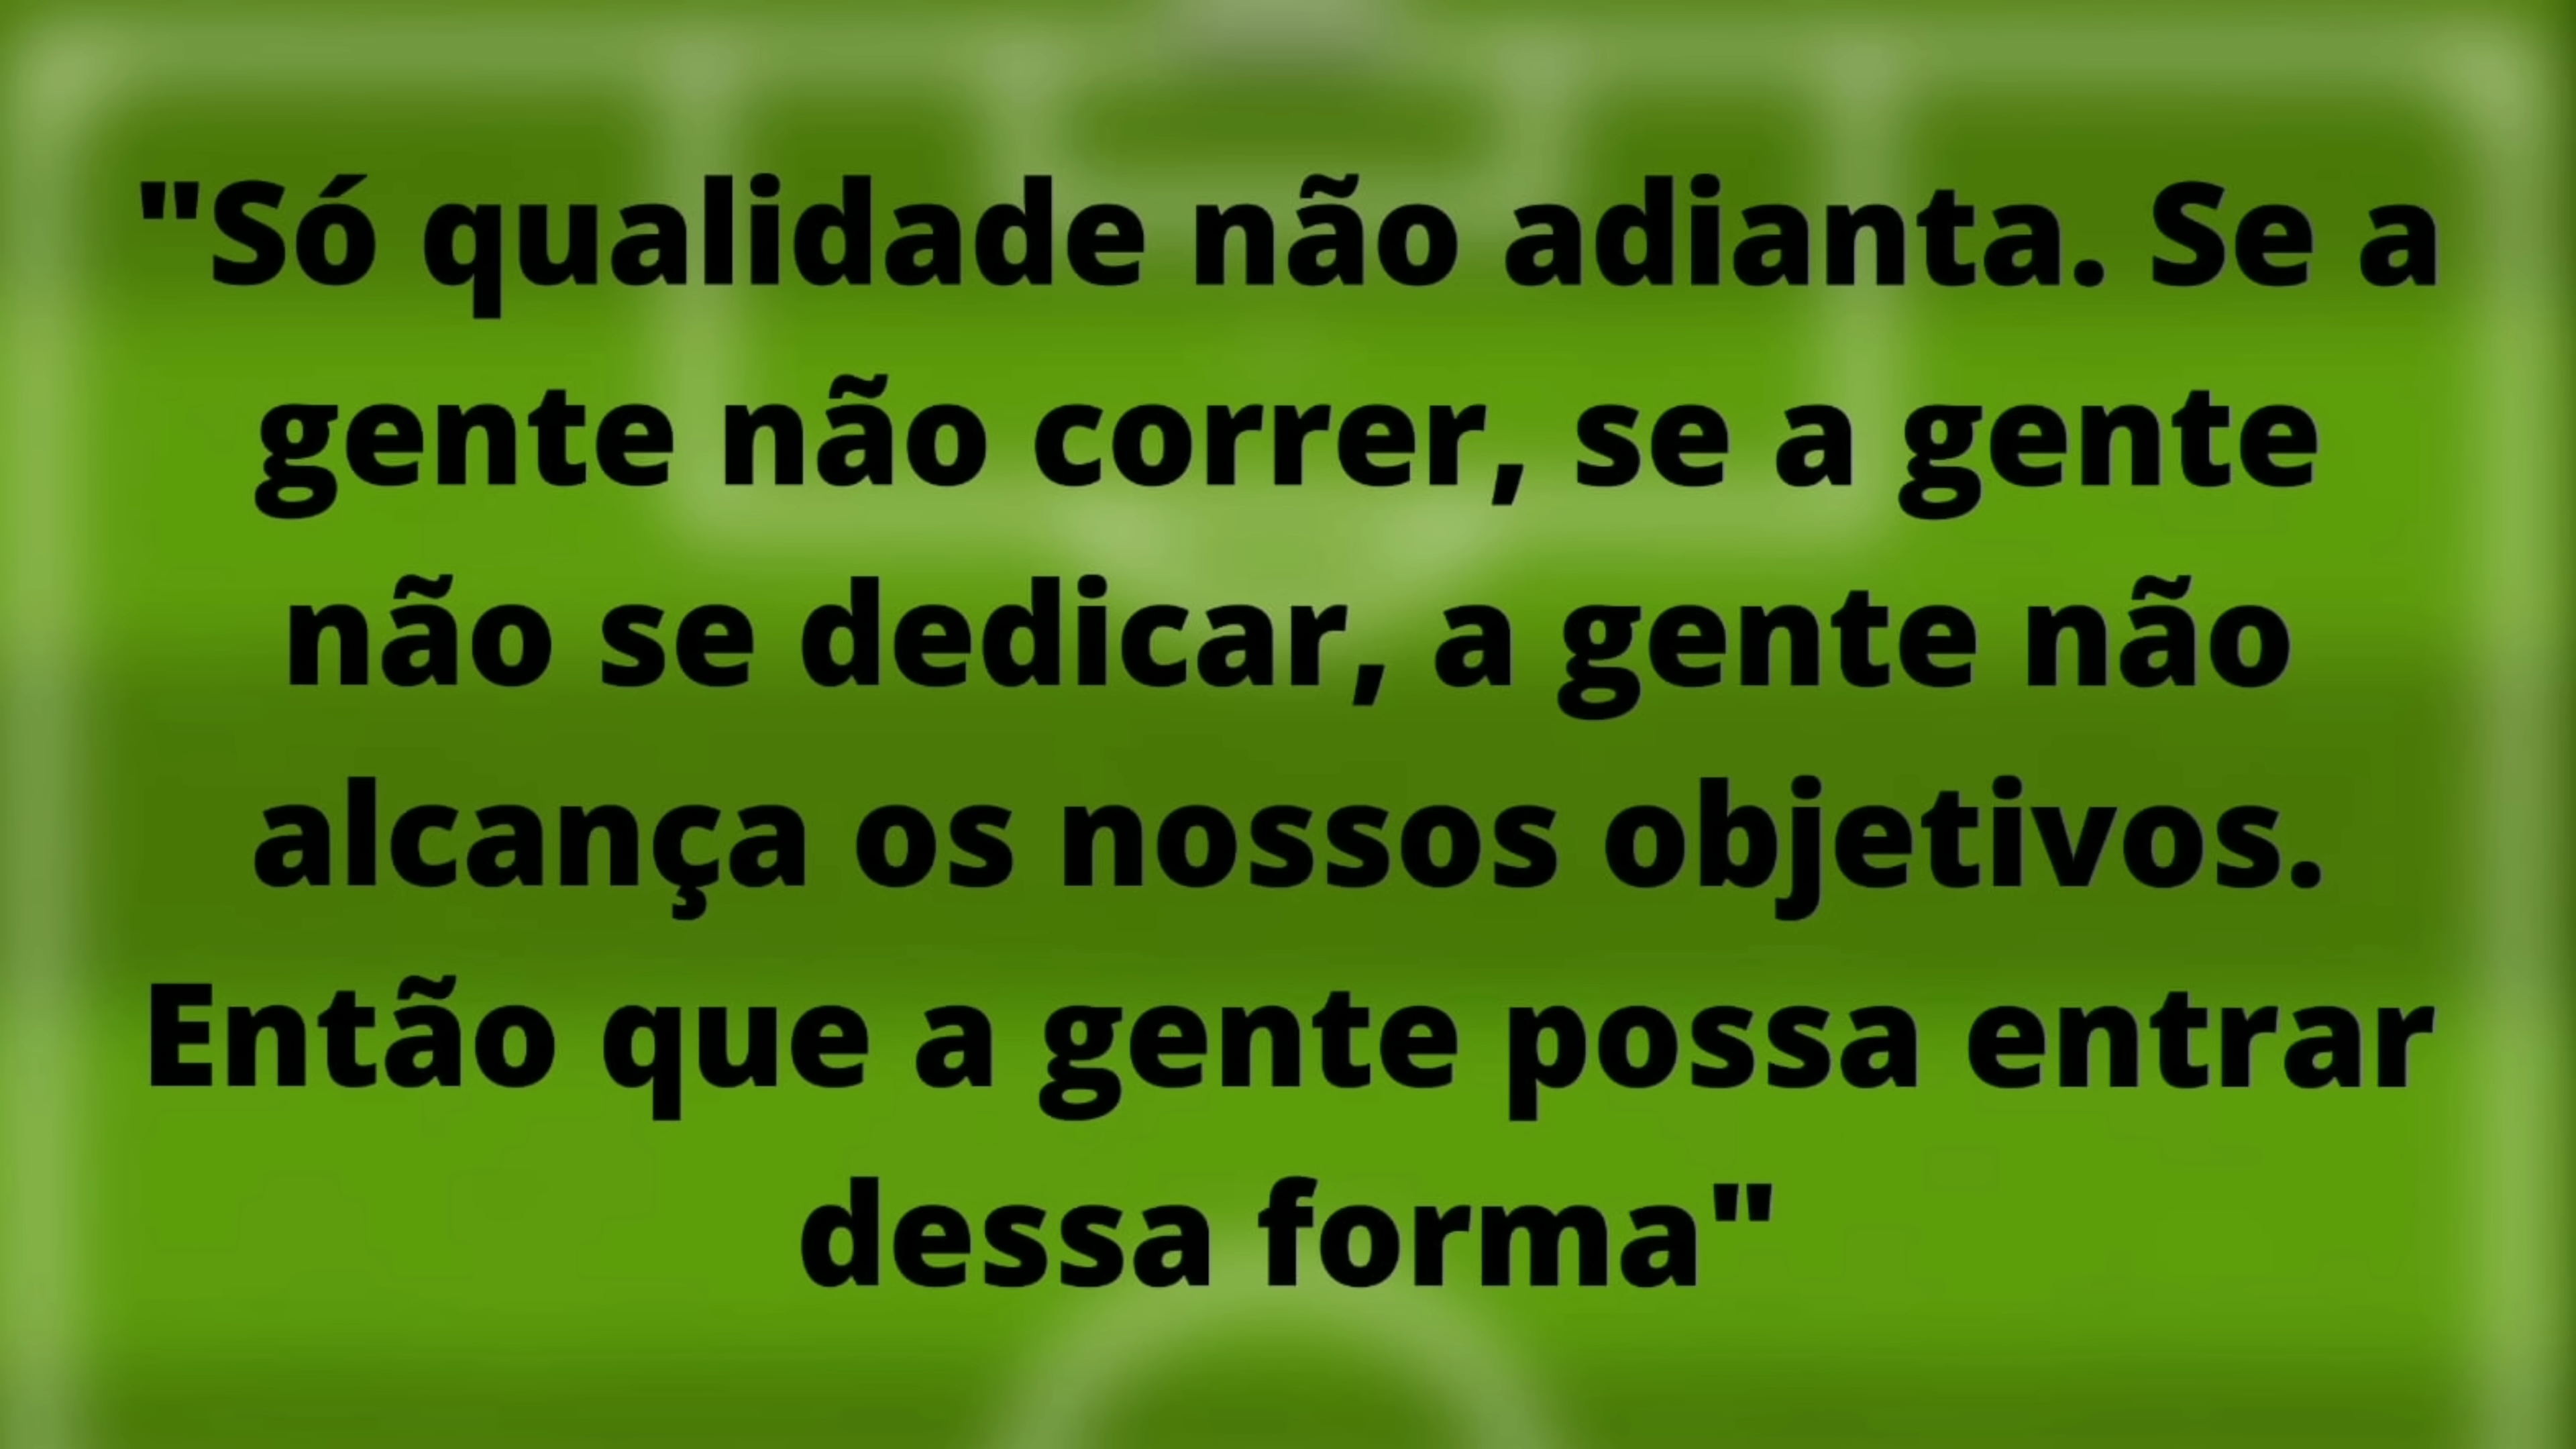 "Só qualidade não adianta. Se a
gente não correr, se a gente
não se dedicar, a gente não
alcança os nossos objetivos.
Então que a gente possa entrar
dessa forma"